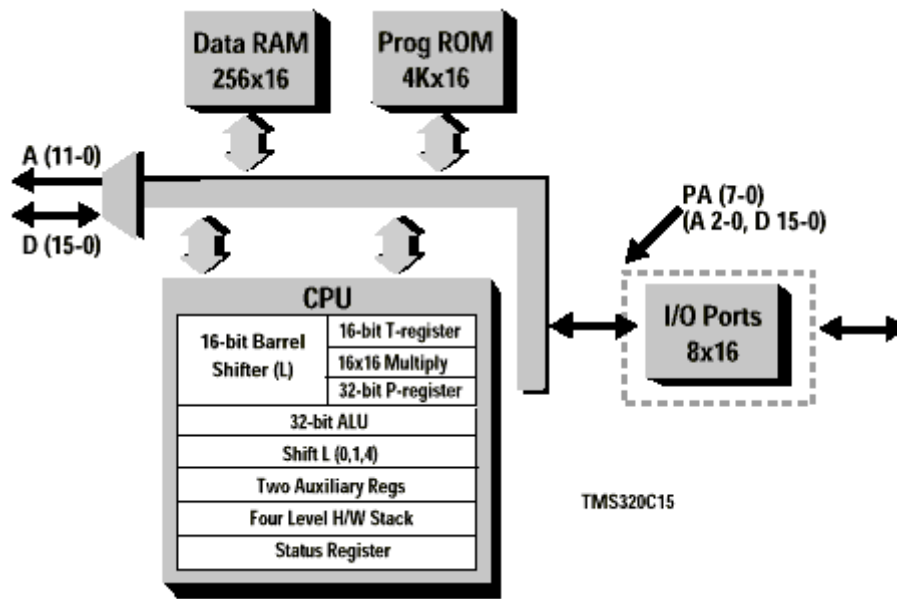 Data RAM
256x16
Prog ROM
4Kx16
A (11-0)
D (15-0)
PA (7-0)
(A 2-0, D 15-0)
I/O Ports
8x16
CPU
16-bit Barrel
Shifter (L)
16-bit T-register
16x16 Multiply
32-bit P-register
32-bit ALU
Shift L (0,1,4)
Two Auxiliary Regs
Four Level H/W Stack
Status Register
TMS320C15